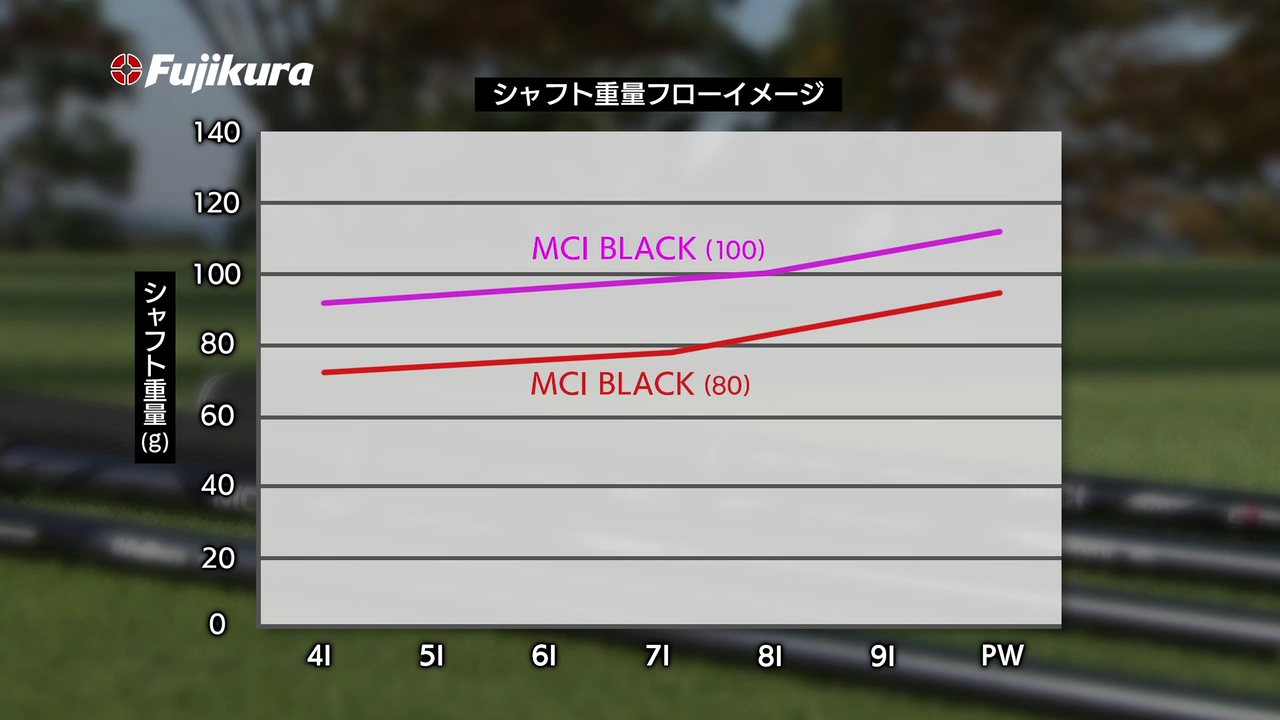 Fujikura
シャフト重量フローイメージ
140
120
100
80
60
40
20
0
シャフト重量(g)
MCI BLACK (100)
MCI BLACK (80)
4I 5I 6I 7I 8I 9I PW